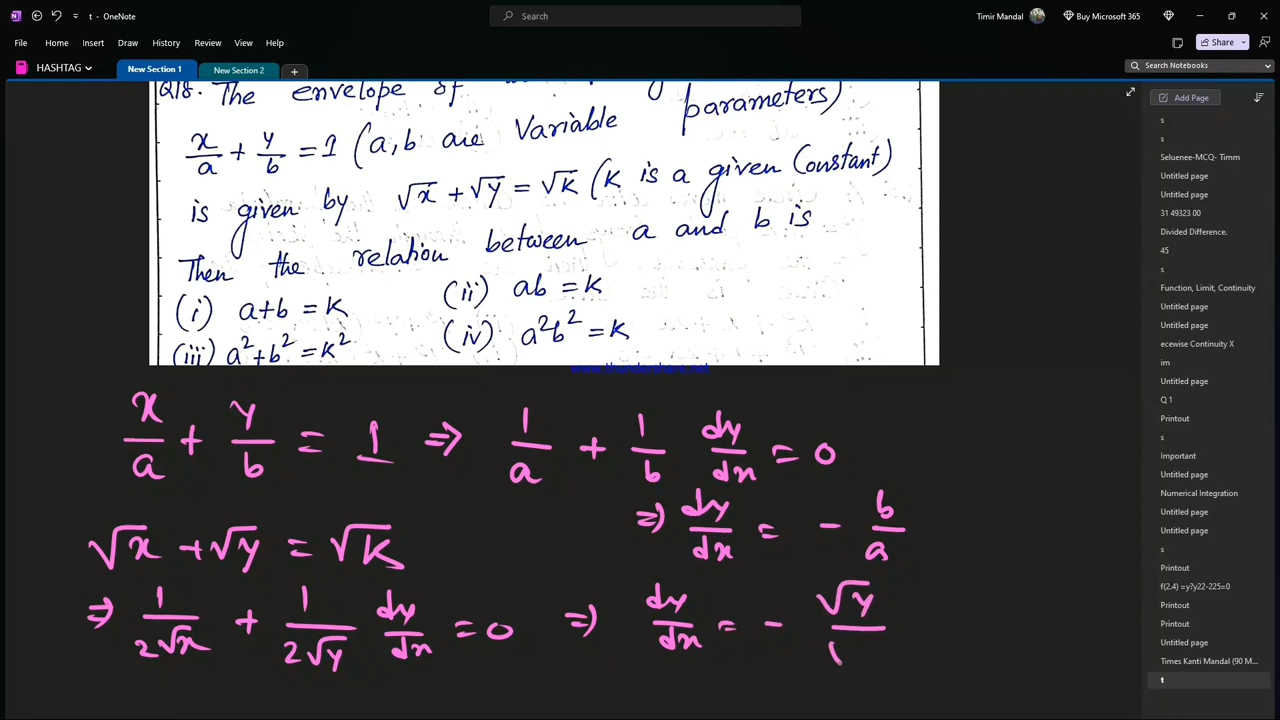 t - OneNote
Search
Timir Mandal
Buy Microsoft 365
File Home Insert Draw History Review View Help
Share
HASHTAG
New Section 1
New Section 2
+
Search Notebooks
Add Page
Q18. The envelope of
x/a + y/b = 1 (a, b are Variable parameters)
is given by √x + √y = √K (K is a given Constant)
Then the relation between a and b is
(i) a+b = K (ii) ab = K
(iii) a²+b² = K² (iv) a²b² = K
x/a + y/b = 1 ⇒ 1/a + 1/b dy/dx = 0
⇒ dy/dx = - b/a
√x + √y = √K
⇒ 1/2√x + 1/2√y dy/dx = 0 ⇒ dy/dx = - √y/
s
s
Seluenee-MCQ- Timm
Untitled page
Untitled page
31 49323 00
Divided Difference.
45
s
Function, Limit, Continuity
Untitled page
Untitled page
ecewise Continuity X
im
Untitled page
Q 1
Printout
s
Important
Untitled page
Numerical Integration
Untitled page
Untitled page
s
Printout
f(2.4) =y?y22-225=0
Printout
Printout
Untitled page
Times Kanti Mandal (90 M...
t